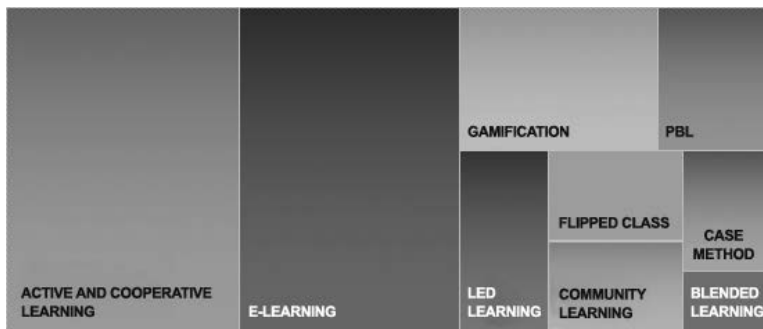 GAMIFICATION
PBL
FLIPPED CLASS
CASE
METHOD
ACTIVE AND COOPERATIVE
LEARNING
E-LEARNING
LED
LEARNING
COMMUNITY
LEARNING
BLENDED
LEARNING